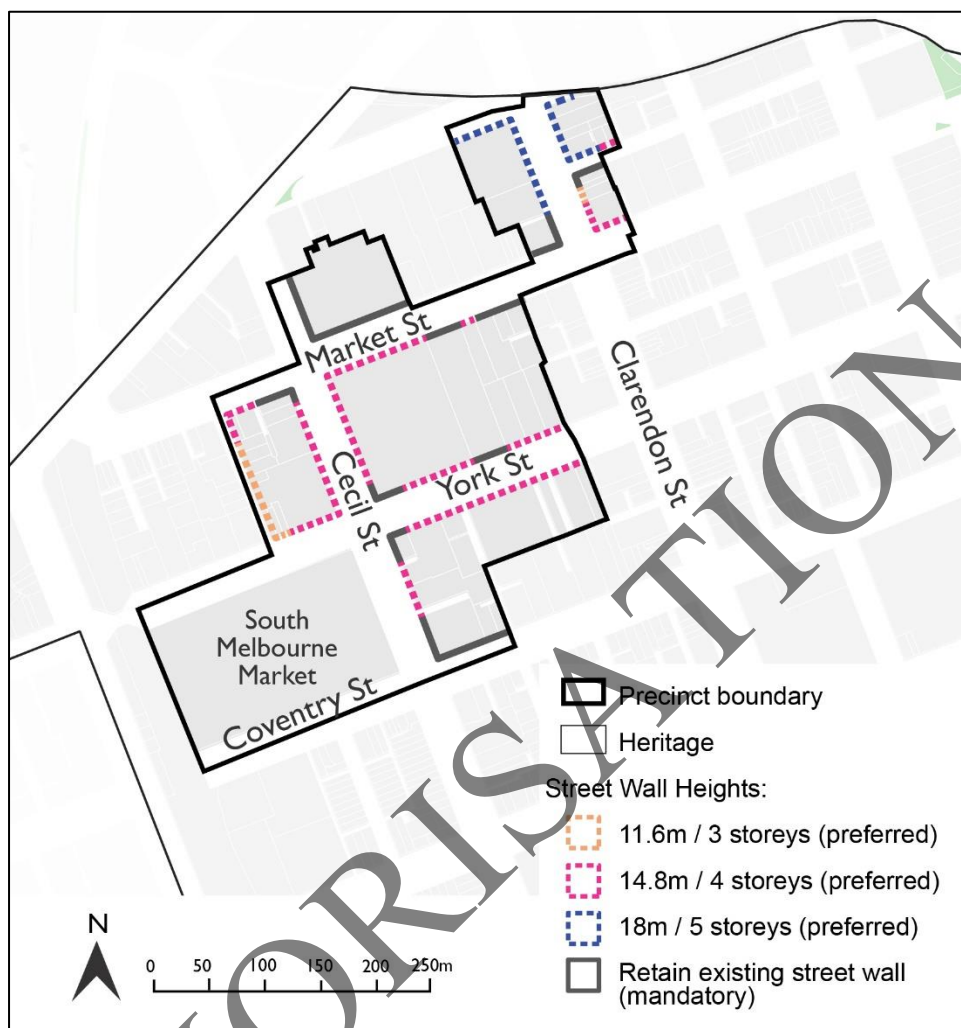 Market St
Clarendon St
Cecil St
York St
South
Melbourne
Market
Coventry St
Precinct boundary
Heritage
Street Wall Heights:
11.6m / 3 storeys (preferred)
14.8m / 4 storeys (preferred)
18m / 5 storeys (preferred)
Retain existing street wall
(mandatory)
N
0 50 100 150 200 250m
ORISATION